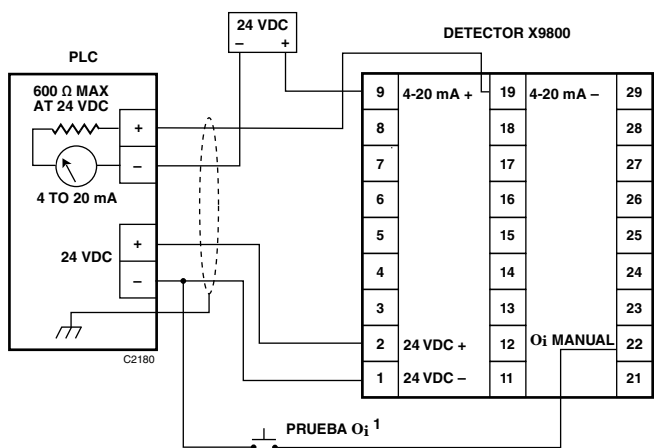 24 VDC
– +
DETECTOR X9800
PLC
600 Ω MAX
AT 24 VDC
+
–
4 TO 20 mA
24 VDC
+
–
C2180
9 4-20 mA + 19 4-20 mA – 29
8 18 28
7 17 27
6 16 26
5 15 25
4 14 24
3 13 23
2 24 VDC + 12 Oi MANUAL 22
1 24 VDC – 11 21
PRUEBA Oi 1